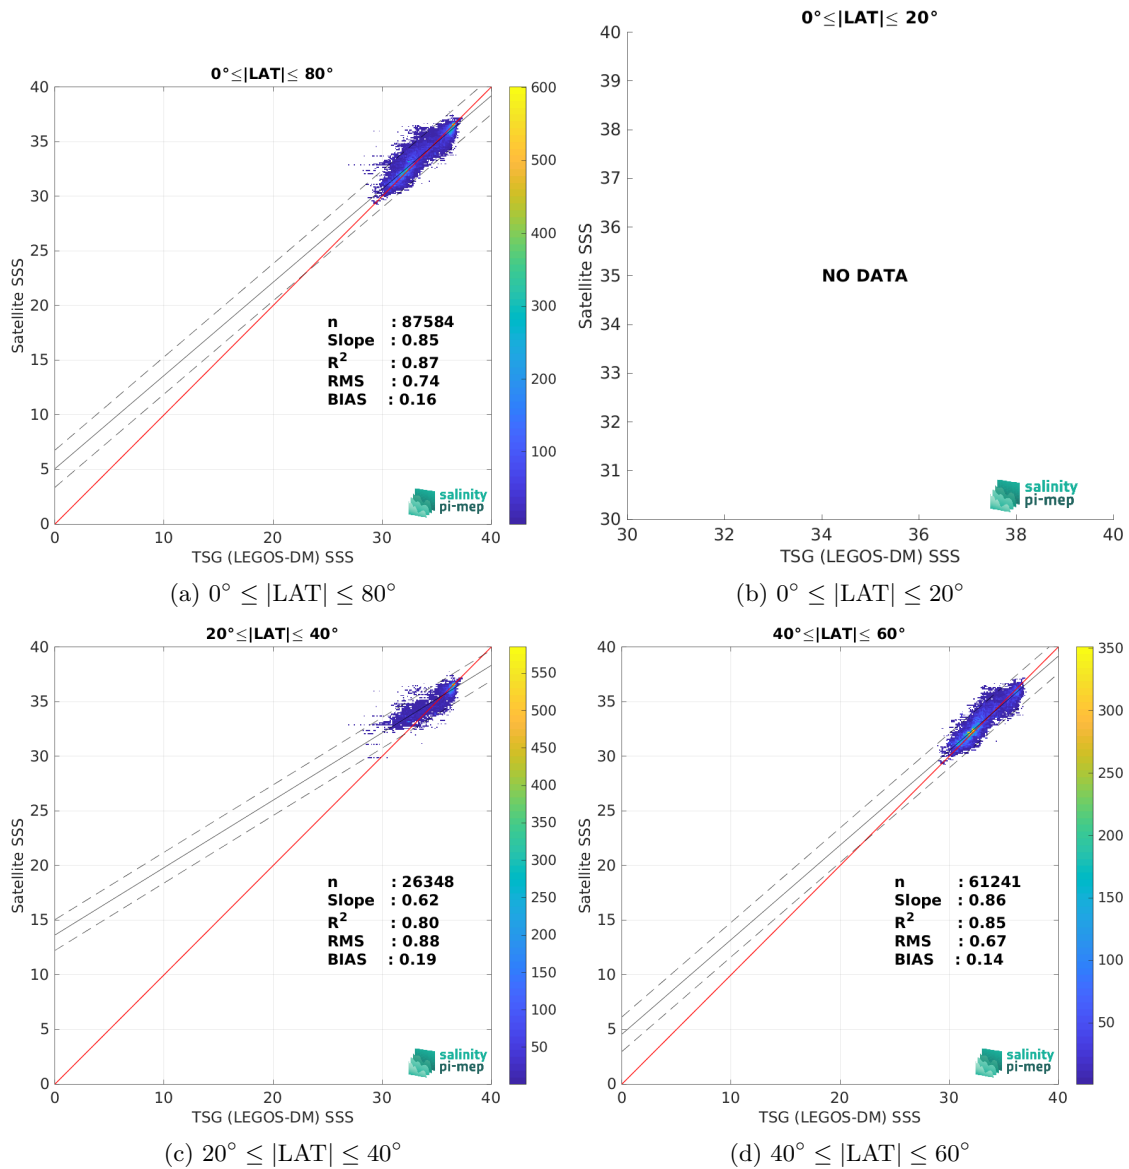 0°≤|LAT|≤ 80°
40
35
30
25
20
15
10
5
0
0
10
20
30
40
Satellite SSS
TSG (LEGOS-DM) SSS
n : 87584
Slope : 0.85
R2 : 0.87
RMS : 0.74
BIAS : 0.16
salinity
pi-mep
600
500
400
300
200
100
(a) 0° ≤ |LAT| ≤ 80°
0°≤|LAT|≤ 20°
40
39
38
37
36
35
34
33
32
31
30
30
32
34
36
38
40
Satellite SSS
TSG (LEGOS-DM) SSS
NO DATA
salinity
pi-mep
(b) 0° ≤ |LAT| ≤ 20°
20°≤|LAT|≤ 40°
40
35
30
25
20
15
10
5
0
0
10
20
30
40
Satellite SSS
TSG (LEGOS-DM) SSS
n : 26348
Slope : 0.62
R2 : 0.80
RMS : 0.88
BIAS : 0.19
salinity
pi-mep
550
500
450
400
350
300
250
200
150
100
50
(c) 20° ≤ |LAT| ≤ 40°
40°≤|LAT|≤ 60°
40
35
30
25
20
15
10
5
0
0
10
20
30
40
Satellite SSS
TSG (LEGOS-DM) SSS
n : 61241
Slope : 0.86
R2 : 0.85
RMS : 0.67
BIAS : 0.14
salinity
pi-mep
350
300
250
200
150
100
50
(d) 40° ≤ |LAT| ≤ 60°